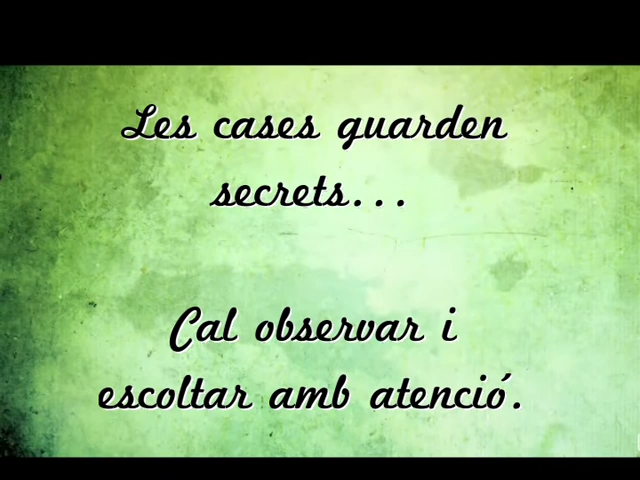 Les cases guarden
secrets...
Cal observar i
escoltar amb atenció.